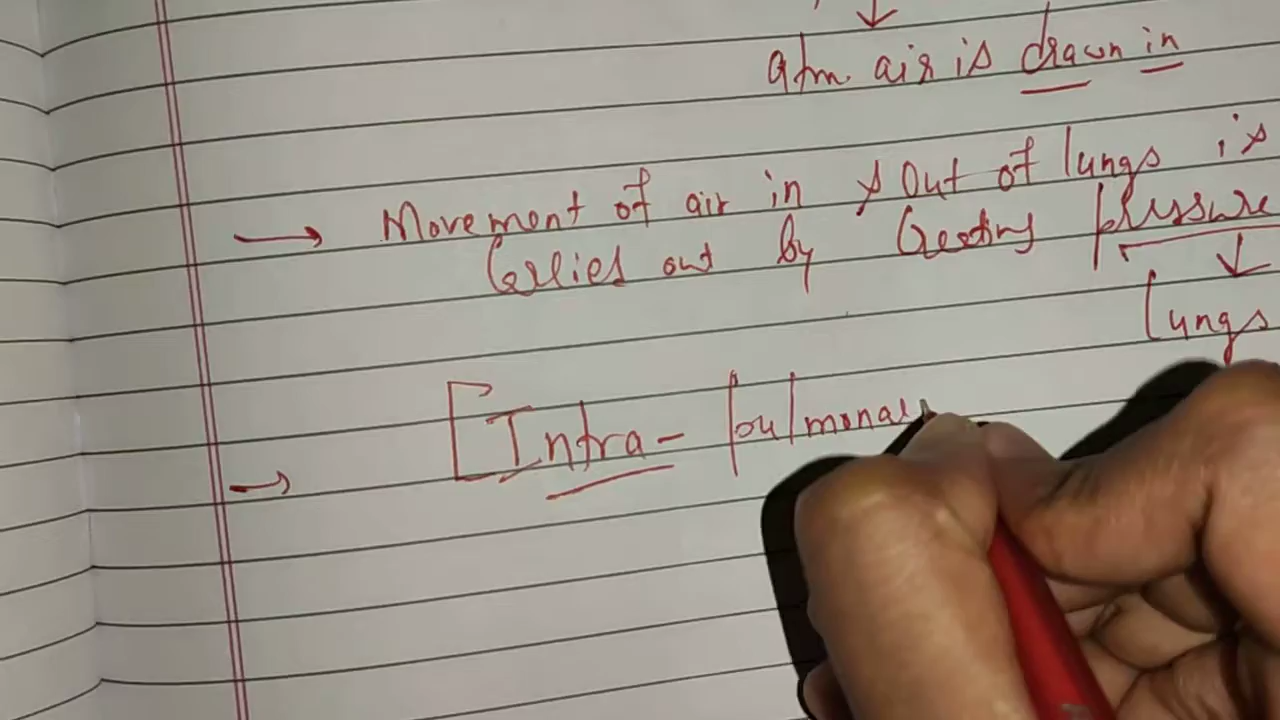 atm air is drawn in
→ Movement of air in & out of lungs is
Carries out by Creating pressure
↓
lungs
→ [Intra- pulmonar